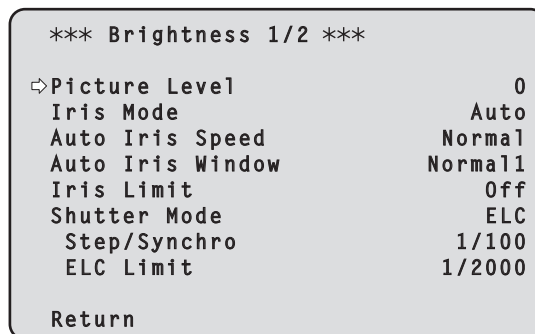 *** Brightness 1/2 ***
⇨Picture Level 0
Iris Mode Auto
Auto Iris Speed Normal
Auto Iris Window Normal1
Iris Limit Off
Shutter Mode ELC
Step/Synchro 1/100
ELC Limit 1/2000
Return